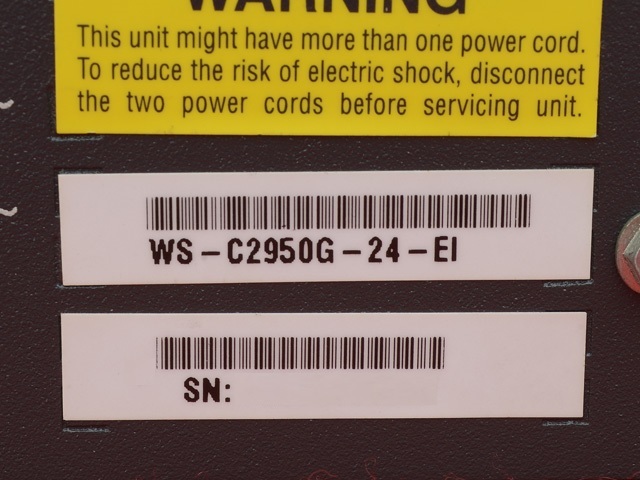 WARNING
This unit might have more than one power cord.
To reduce the risk of electric shock, disconnect
the two power cords before servicing unit.
WS-C2950G-24-EI
SN: